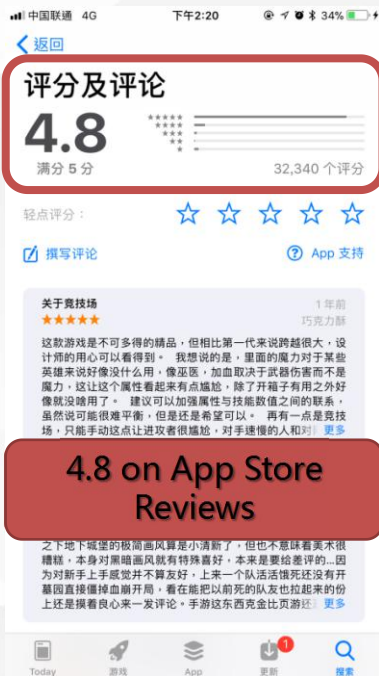 中国联通 4G 下午2:20 34%
返回
评分及评论
4.8
满分 5 分
32,340 个评分
轻点评分：
撰写评论
App 支持
关于竞技场
1 年前
巧克力酥
这款游戏是不可多得的精品，但相比第一代来说跨越很大，设
计师的用心可以看得到。 我想说的是，里面的魔力对于某些
英雄来说好像没什么用，像巫医，加血取决于武器伤害而不是
魔力，这让这个属性看起来有点尴尬，除了开箱子有用之外好
像就没啥用了。 建议可以加强属性与技能数值之间的联系，
虽然说可能很难平衡，但是还是希望可以。 再有一点是竞技
场，只能手动这点让进攻者很尴尬，对手速慢的人和对 更多
4.8 on App Store
Reviews
之下地下城堡的极简画风算是小清新了，但也不意味看美术很
糟糕，本身对黑暗画风就有特殊喜好，本来是要给差评的...因
为对新手上手感觉并不算友好，上来一个队活活饿死还没有开
墓园直接僵掉血崩开局，看在能把以前死的队友也拉起来的份
上还是摸着良心来一发评论。手游这东西克金比页游还 更多
1
Today
游戏
App
更新
搜索